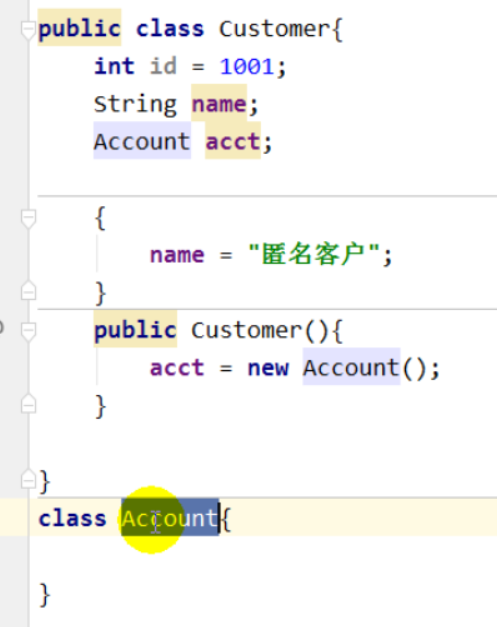 public class Customer{
int id = 1001;
String name;
Account acct;
{
name = "匿名客户";
}
public Customer(){
acct = new Account();
}
}
class Account{
}